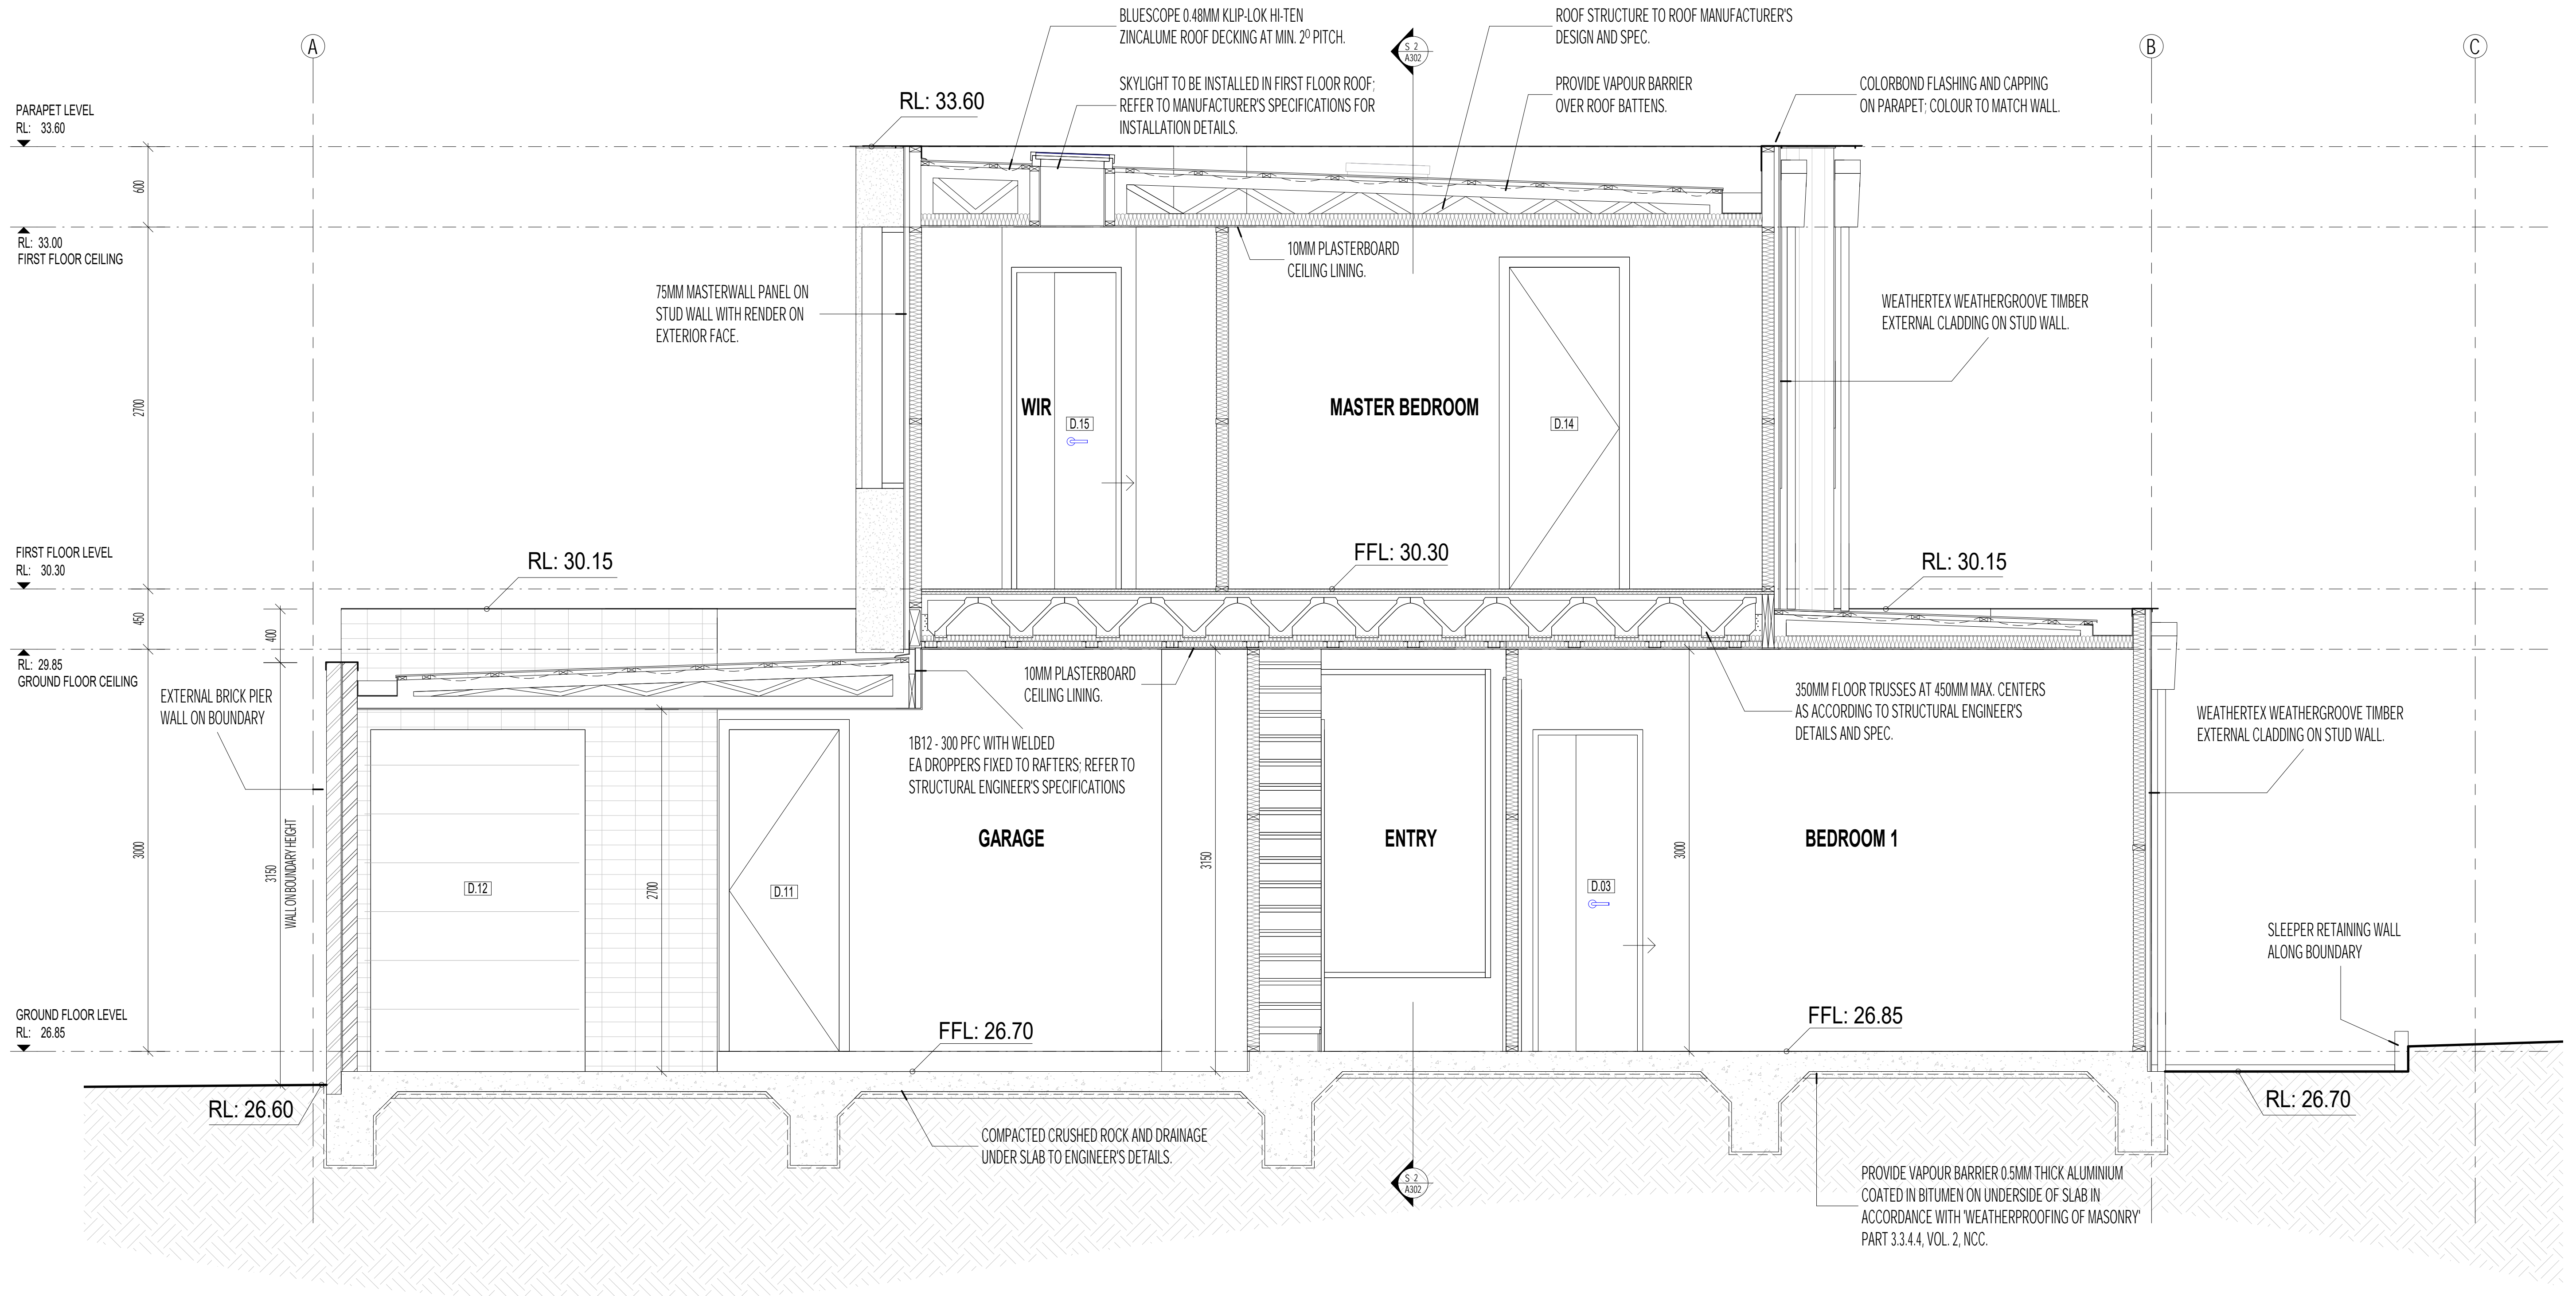 A
B
C
BLUESCOPE 0.48MM KLIP-LOK HI-TEN
ZINCALUME ROOF DECKING AT MIN. 2⁰ PITCH.
S 2
A302
ROOF STRUCTURE TO ROOF MANUFACTURER'S
DESIGN AND SPEC.
SKYLIGHT TO BE INSTALLED IN FIRST FLOOR ROOF;
REFER TO MANUFACTURER'S SPECIFICATIONS FOR
INSTALLATION DETAILS.
PROVIDE VAPOUR BARRIER
OVER ROOF BATTENS.
COLORBOND FLASHING AND CAPPING
ON PARAPET; COLOUR TO MATCH WALL.
RL: 33.60
PARAPET LEVEL
RL: 33.60
600
RL: 33.00
FIRST FLOOR CEILING
10MM PLASTERBOARD
CEILING LINING.
75MM MASTERWALL PANEL ON
STUD WALL WITH RENDER ON
EXTERIOR FACE.
WEATHERTEX WEATHERGROOVE TIMBER
EXTERNAL CLADDING ON STUD WALL.
2700
WIR
D.15
MASTER BEDROOM
D.14
FIRST FLOOR LEVEL
RL: 30.30
RL: 30.15
FFL: 30.30
RL: 30.15
450
400
RL: 29.85
GROUND FLOOR CEILING
EXTERNAL BRICK PIER
WALL ON BOUNDARY
10MM PLASTERBOARD
CEILING LINING.
350MM FLOOR TRUSSES AT 450MM MAX. CENTERS
AS ACCORDING TO STRUCTURAL ENGINEER'S
DETAILS AND SPEC.
WEATHERTEX WEATHERGROOVE TIMBER
EXTERNAL CLADDING ON STUD WALL.
1B12 - 300 PFC WITH WELDED
EA DROPPERS FIXED TO RAFTERS; REFER TO
STRUCTURAL ENGINEER'S SPECIFICATIONS
GARAGE
ENTRY
BEDROOM 1
3000
3150
WALL ON BOUNDARY HEIGHT
2700
3150
3000
D.12
D.11
D.03
SLEEPER RETAINING WALL
ALONG BOUNDARY
GROUND FLOOR LEVEL
RL: 26.85
FFL: 26.70
FFL: 26.85
RL: 26.60
RL: 26.70
COMPACTED CRUSHED ROCK AND DRAINAGE
UNDER SLAB TO ENGINEER'S DETAILS.
S 2
A302
PROVIDE VAPOUR BARRIER 0.5MM THICK ALUMINIUM
COATED IN BITUMEN ON UNDERSIDE OF SLAB IN
ACCORDANCE WITH 'WEATHERPROOFING OF MASONRY'
PART 3.3.4.4, VOL. 2, NCC.